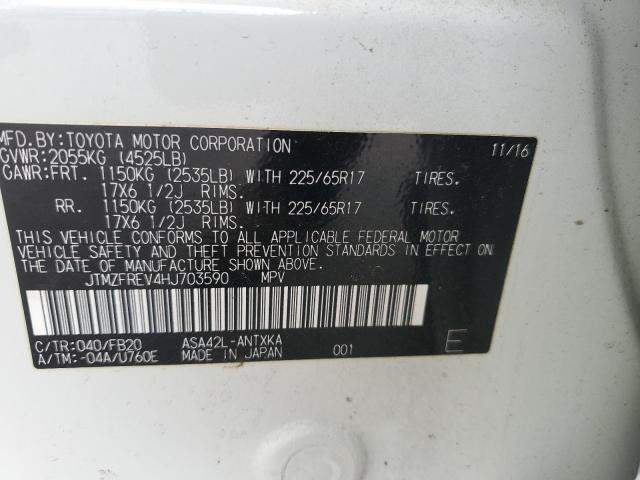 MFD.BY:TOYOTA MOTOR CORPORATION 11/16
GVWR:2055KG (4525LB)
GAWR:FRT. 1150KG (2535LB) WITH 225/65R17 TIRES.
17X6 1/2J RIMS.
RR. 1150KG (2535LB) WITH 225/65R17 TIRES.
17X6 1/2J RIMS.
THIS VEHICLE CONFORMS TO ALL APPLICABLE FEDERAL MOTOR
VEHICLE SAFETY AND THEFT PREVENTION STANDARDS IN EFFECT ON
THE DATE OF MANUFACTURE SHOWN ABOVE.
JTMZFREV4HJ703590 MPV
C/TR:040/FB20 ASA42L-ANTXKA
A/TM:-04A/U760E MADE IN JAPAN 001 E